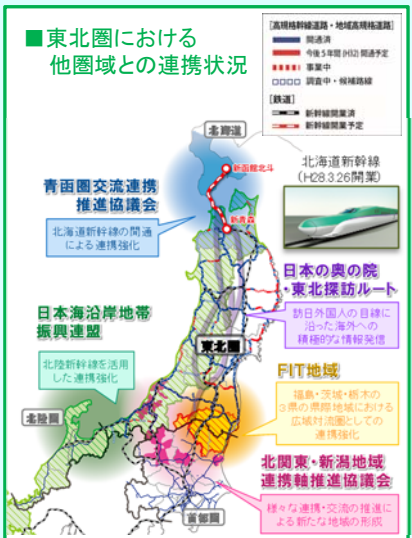 ■東北圏における
他圏域との連携状況
[高規格幹線道路・地域高規格道路]
開通済
今後5年間(H32)開通予定
事業中
調査中・候補路線
[鉄道]
新幹線開業済
新幹線開業予定
北海道
新函館北斗
北海道新幹線
(H28.3.26開業)
青函圏交流連携
推進協議会
北海道新幹線の開通
による連携強化
新青森
日本の奥の院
・東北探訪ルート
訪日外国人の目線に
沿った海外への
積極的な情報発信
日本海沿岸地帯
振興連盟
北陸新幹線を活用
した連携強化
東北圏
FIT地域
福島・茨城・栃木の
3県の県際地域における
広域対流圏としての
連携強化
北陸圏
北関東・新潟地域
連携軸推進協議会
様々な連携・交流の推進に
よる新たな地域の形成
首都圏